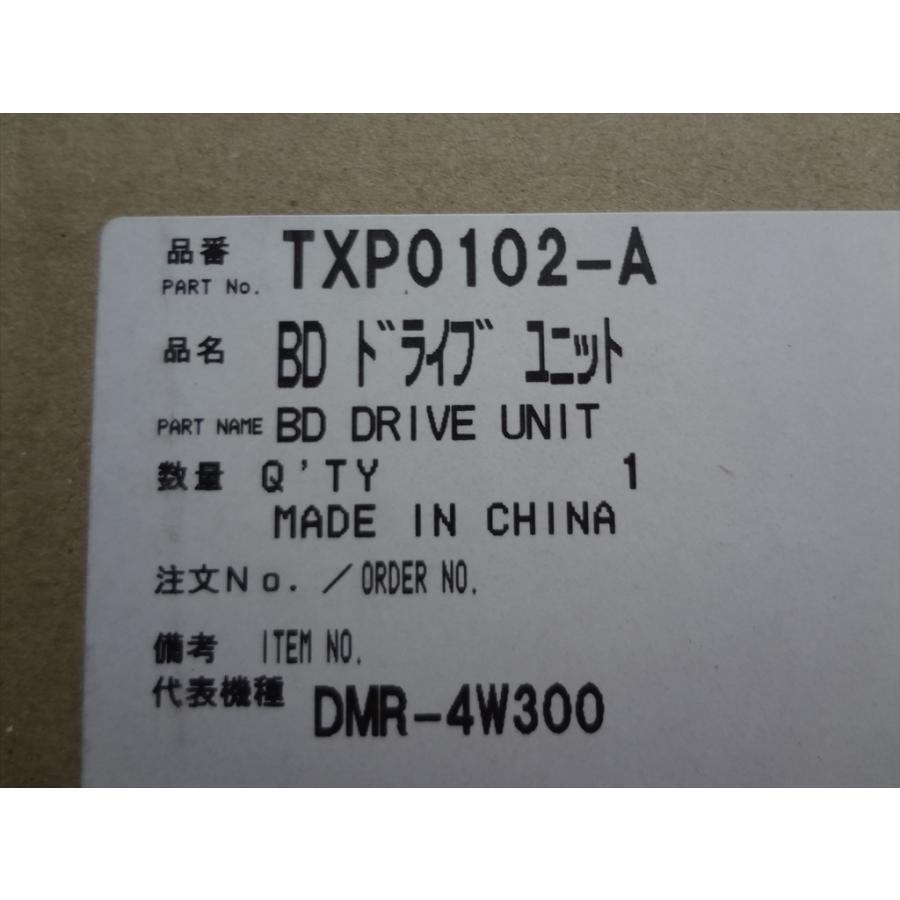 品番 TXP0102-A
PART No.
品名 BD ドライブ ユニット
PART NAME BD DRIVE UNIT
数量 Q'TY 1
MADE IN CHINA
注文No. /ORDER NO.
備考 ITEM NO.
代表機種 DMR-4W300